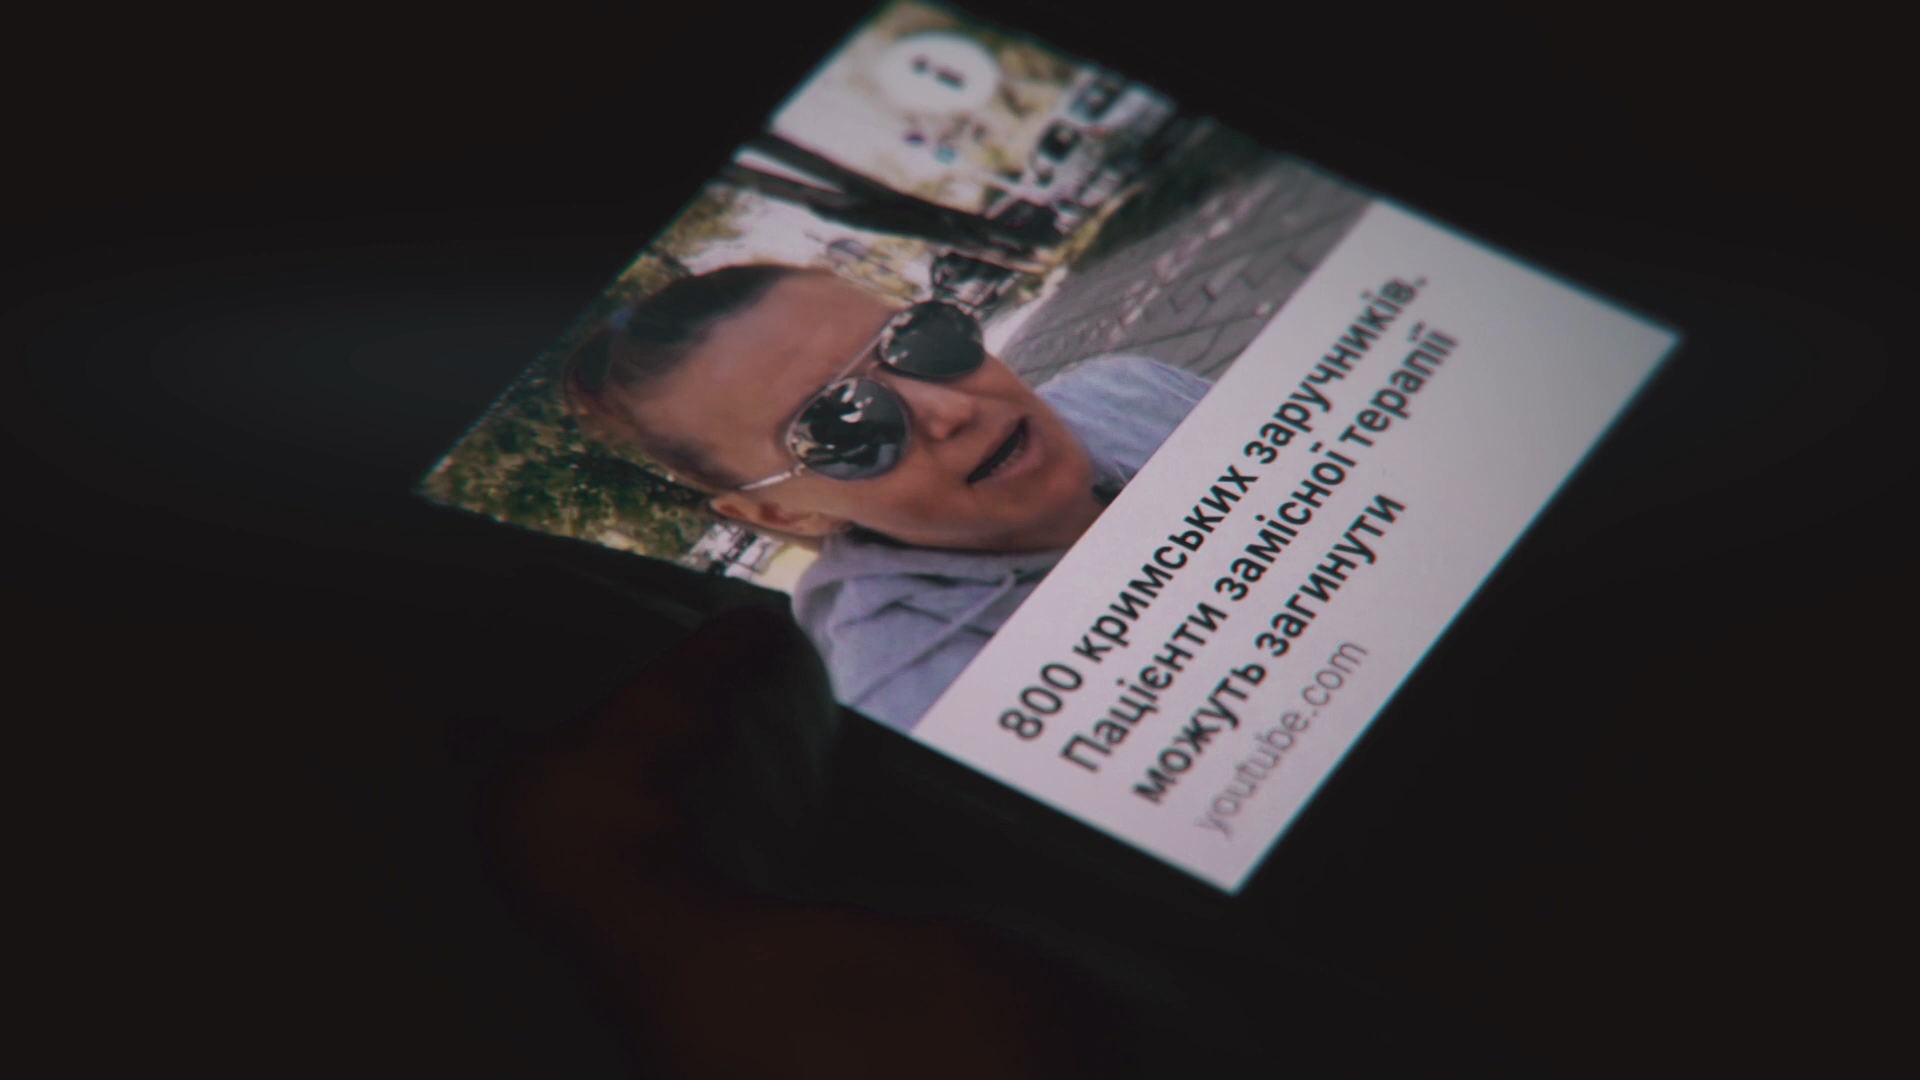 800 кримських заручників.
Пацієнти замісної терапії
можуть загинути
youtube.com